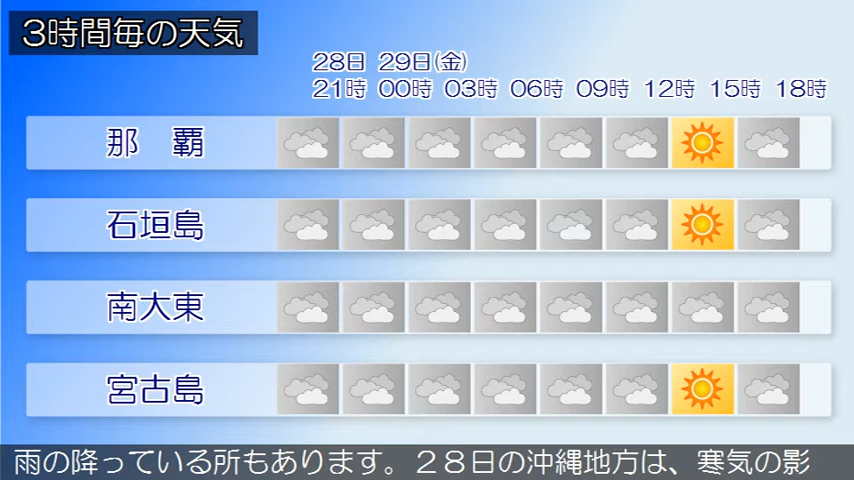 3時間毎の天気
28日 29日(金)
21時 00時 03時 06時 09時 12時 15時 18時
那　覇
石垣島
南大東
宮古島
雨の降っている所もあります。２８日の沖縄地方は、寒気の影